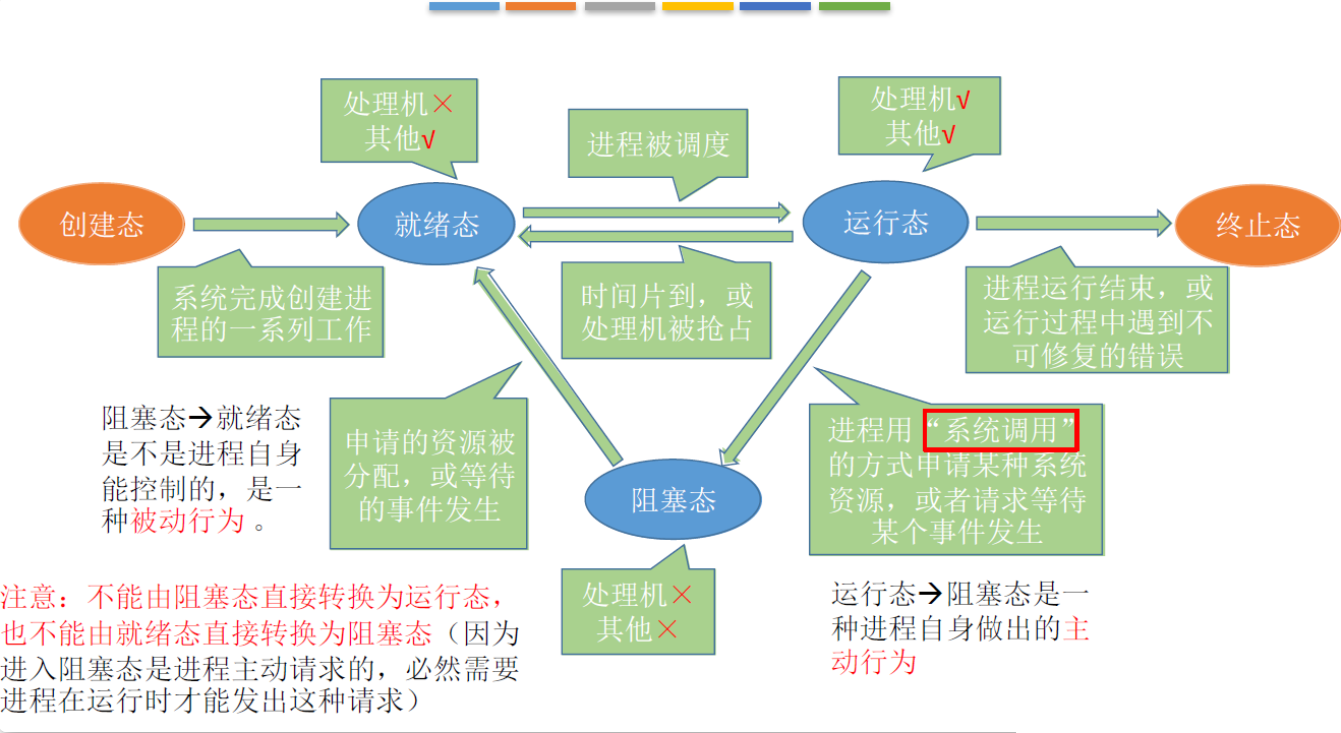 处理机×
其他√
处理机√
其他√
进程被调度
创建态
就绪态
运行态
终止态
系统完成创建进
程的一系列工作
时间片到，或
处理机被抢占
进程运行结束，或
运行过程中遇到不
可修复的错误
阻塞态→就绪态
是不是进程自身
能控制的，是一
种被动行为。
申请的资源被
分配，或等待
的事件发生
进程用“系统调用”
的方式申请某种系统
资源，或者请求等待
某个事件发生
阻塞态
处理机×
其他×
运行态→阻塞态是一
种进程自身做出的主
动行为
注意：不能由阻塞态直接转换为运行态，
也不能由就绪态直接转换为阻塞态（因为
进入阻塞态是进程主动请求的，必然需要
进程在运行时才能发出这种请求）